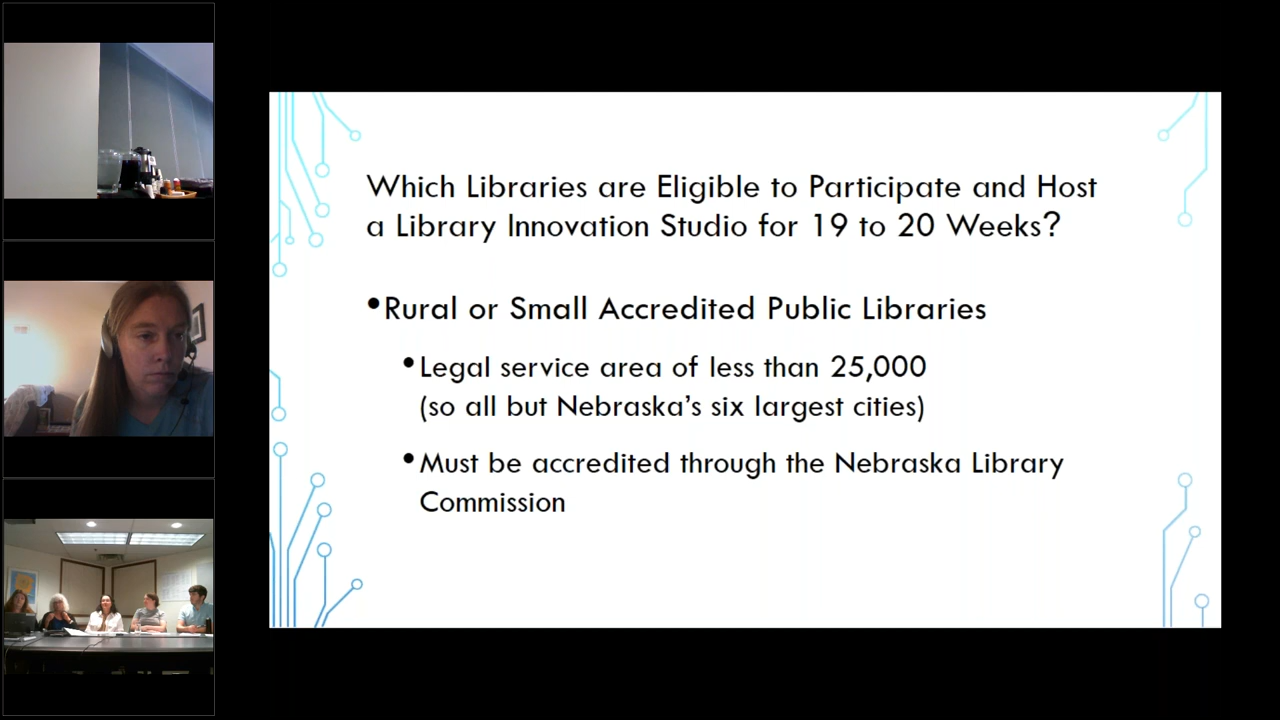 Which Libraries are Eligible to Participate and Host
a Library Innovation Studio for 19 to 20 Weeks?
•Rural or Small Accredited Public Libraries
•Legal service area of less than 25,000
(so all but Nebraska’s six largest cities)
•Must be accredited through the Nebraska Library
Commission